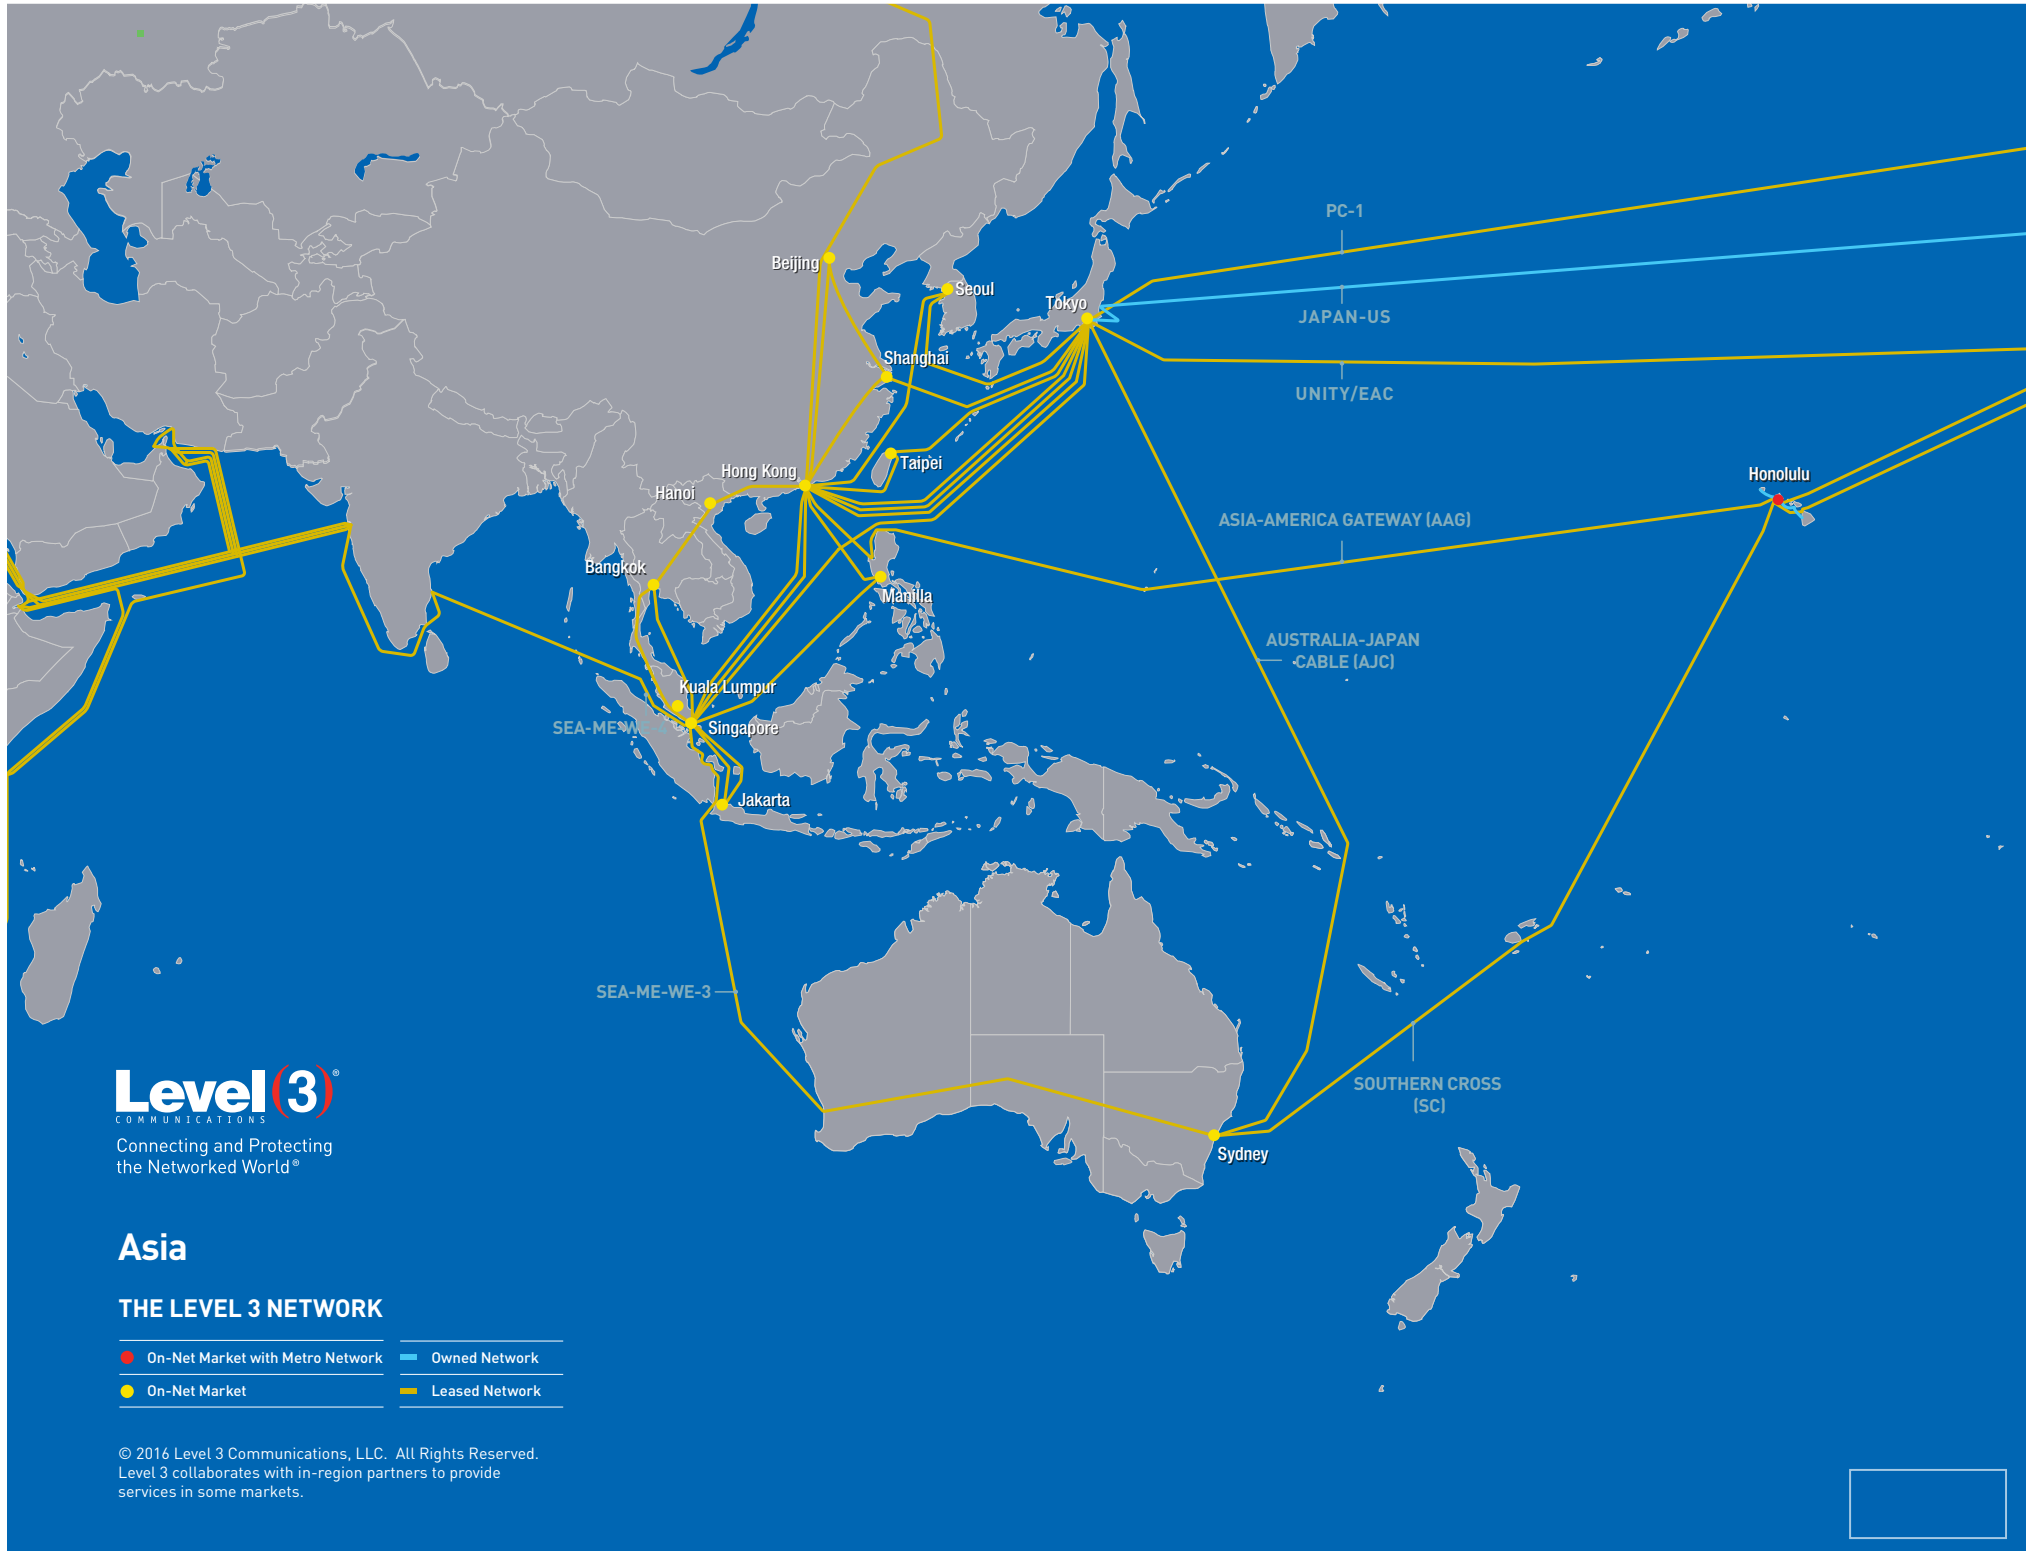 PC-1
Beijing
Seoul
Tokyo
JAPAN-US
Shanghai
UNITY/EAC
Taipei
Hong Kong
Honolulu
Hanoi
ASIA-AMERICA GATEWAY (AAG)
Bangkok
Manilla
AUSTRALIA-JAPAN
CABLE (AJC)
Kuala Lumpur
Singapore
Jakarta
SEA-ME-WE-3
SOUTHERN CROSS
(SC)
Sydney
Level(3)®
COMMUNICATIONS
Connecting and Protecting
the Networked World®
Asia
THE LEVEL 3 NETWORK
On-Net Market with Metro Network
Owned Network
On-Net Market
Leased Network
© 2016 Level 3 Communications, LLC. All Rights Reserved.
Level 3 collaborates with in-region partners to provide
services in some markets.